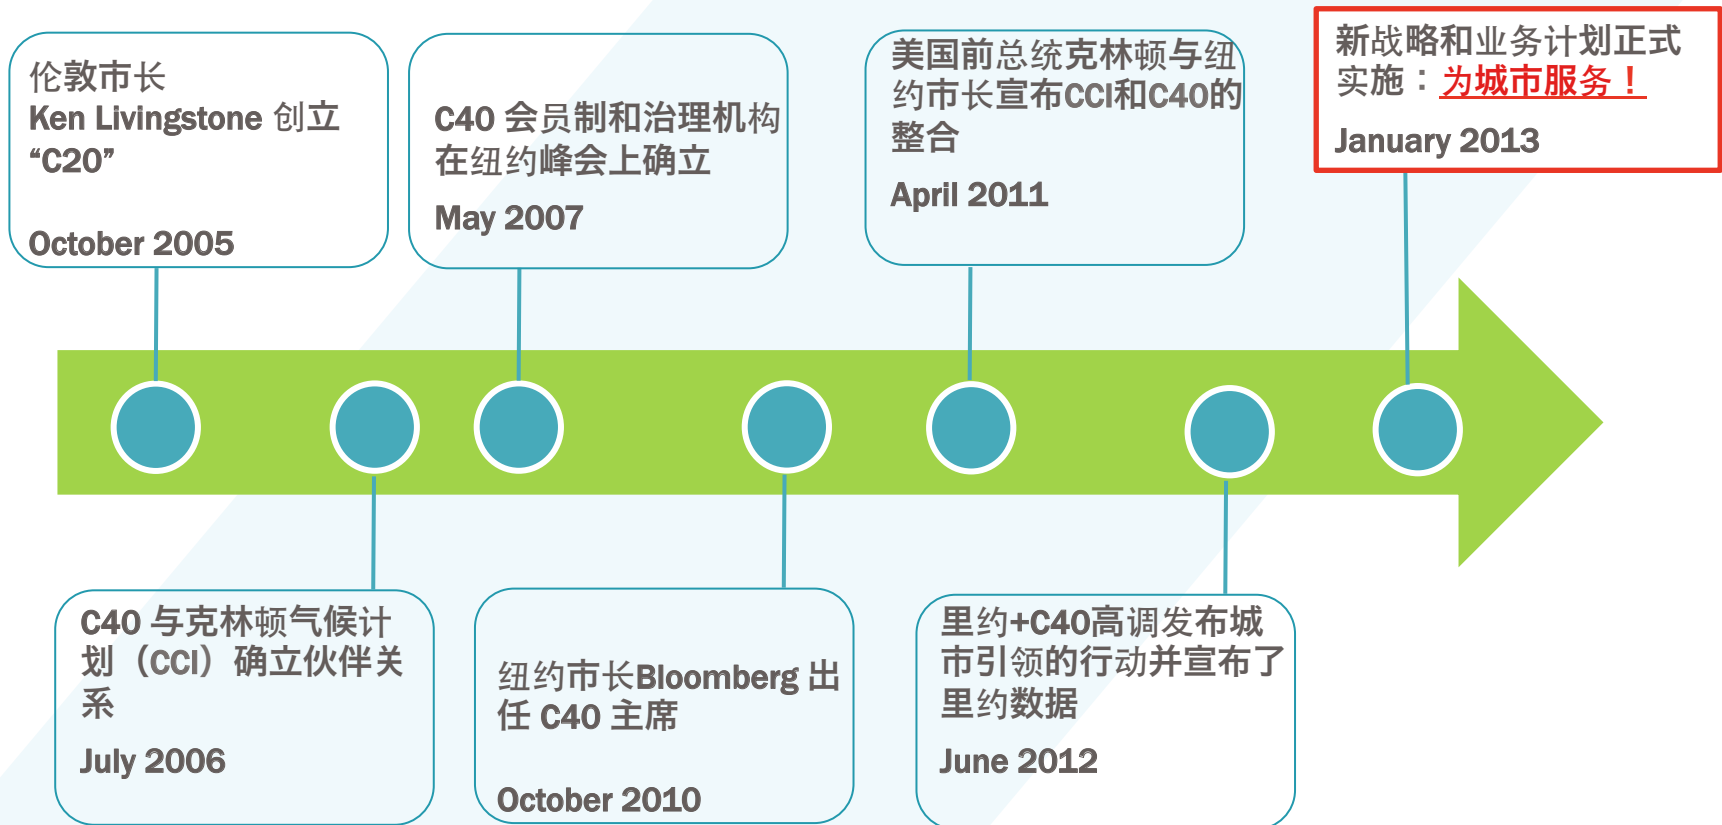 伦敦市长
Ken Livingstone 创立
“C20”
October 2005
C40 会员制和治理机构
在纽约峰会上确立
May 2007
美国前总统克林顿与纽
约市长宣布CCI和C40的
整合
April 2011
新战略和业务计划正式
实施：为城市服务！
January 2013
C40 与克林顿气候计
划（CCI）确立伙伴关
系
July 2006
纽约市长Bloomberg 出
任 C40 主席
October 2010
里约+C40高调发布城
市引领的行动并宣布了
里约数据
June 2012